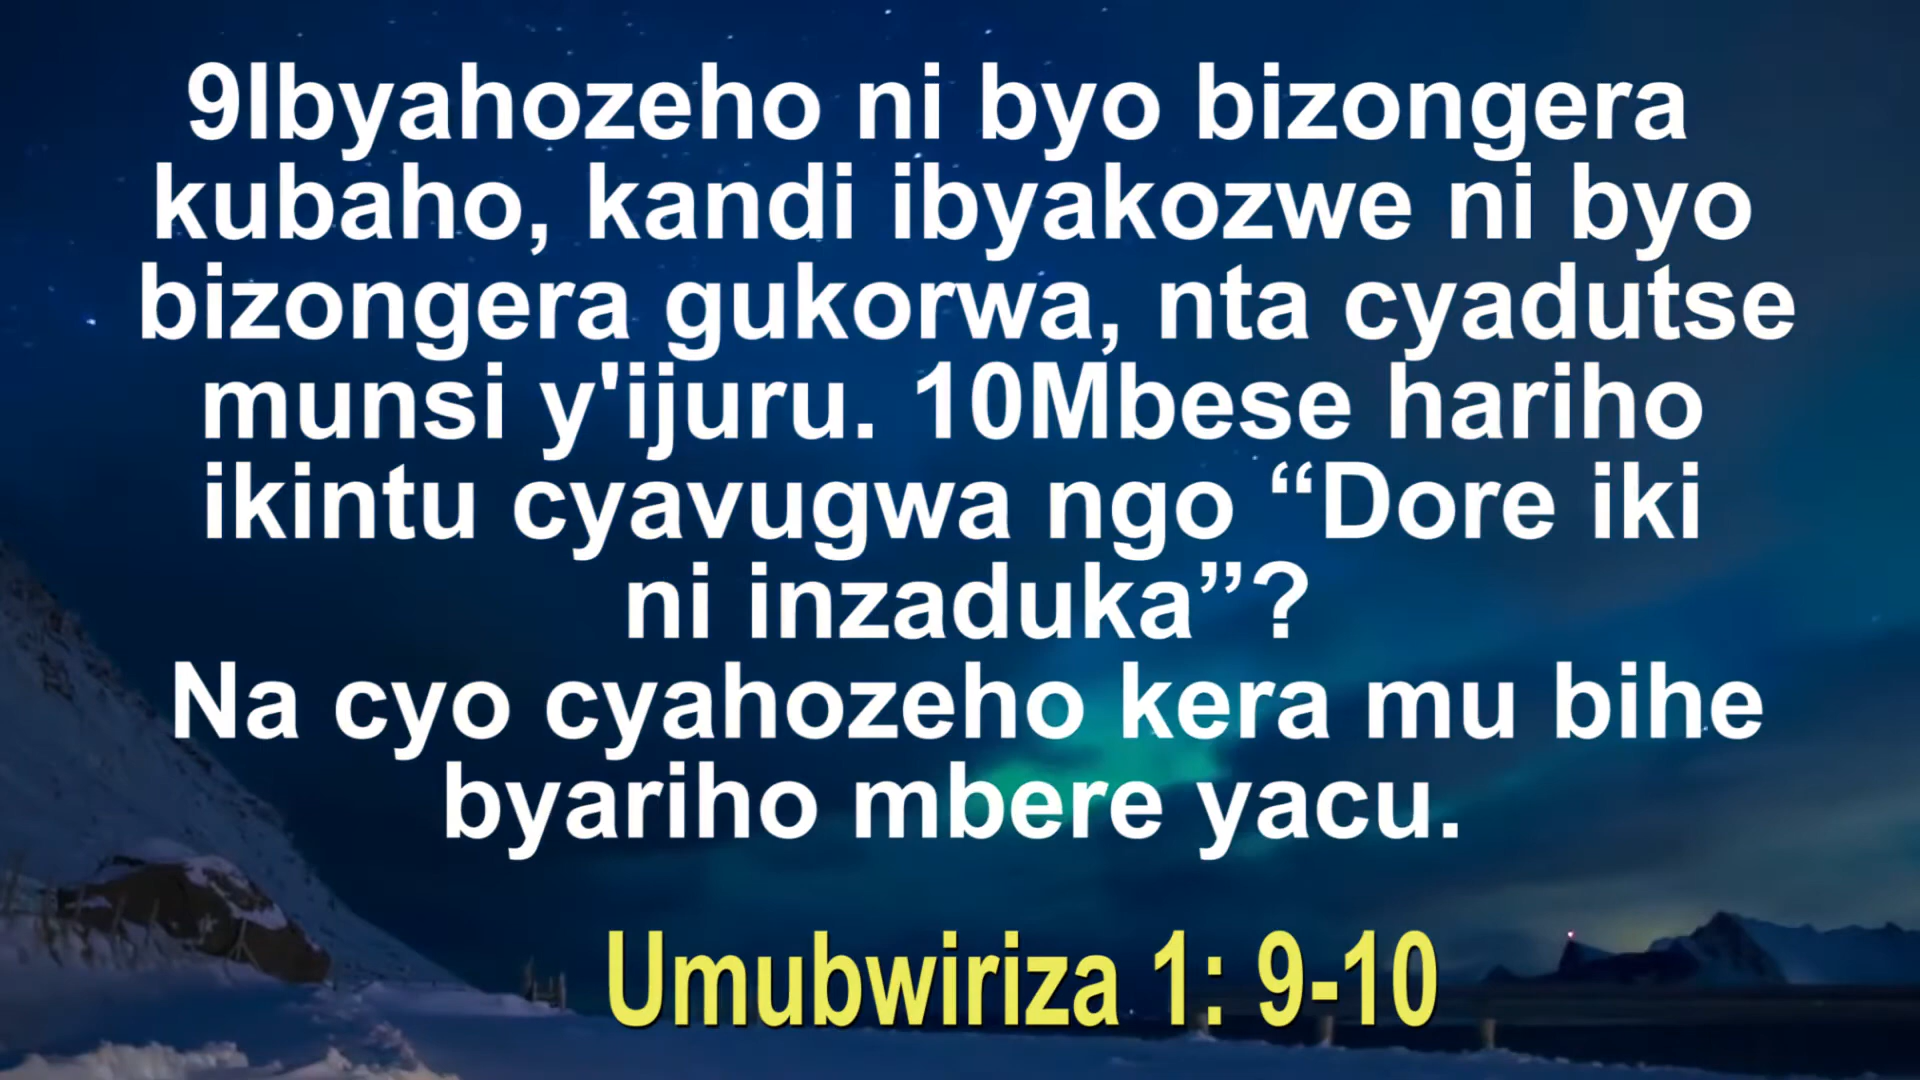 9Ibyahozeho ni byo bizongera
kubaho, kandi ibyakozwe ni byo
bizongera gukorwa, nta cyadutse
munsi y'ijuru. 10Mbese hariho
ikintu cyavugwa ngo “Dore iki
ni inzaduka”?
Na cyo cyahozeho kera mu bihe
byariho mbere yacu.
Umubwiriza 1: 9-10